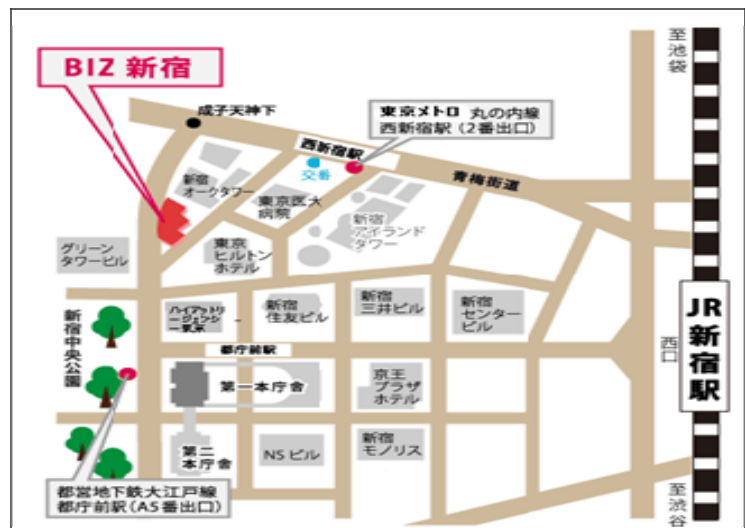 至池袋
BIZ 新宿
成子天神下
東京メトロ 丸の内線
西新宿駅 (2番出口)
西新宿駅
交番
青梅街道
新宿
オークタワー
東京医大
病院
新宿
アイランド
タワー
グリーン
タワービル
東京
ヒルトン
ホテル
ハイアットリ
ージェンシ
ー東京
新宿
住友ビル
新宿
三井ビル
新宿
センター
ビル
JR新宿駅
西口
新宿中央公園
都庁前駅
第一本庁舎
京王
プラザ
ホテル
第二
本庁舎
NSビル
新宿
モノリス
都営地下鉄大江戸線
都庁前駅(A5番出口)
至渋谷